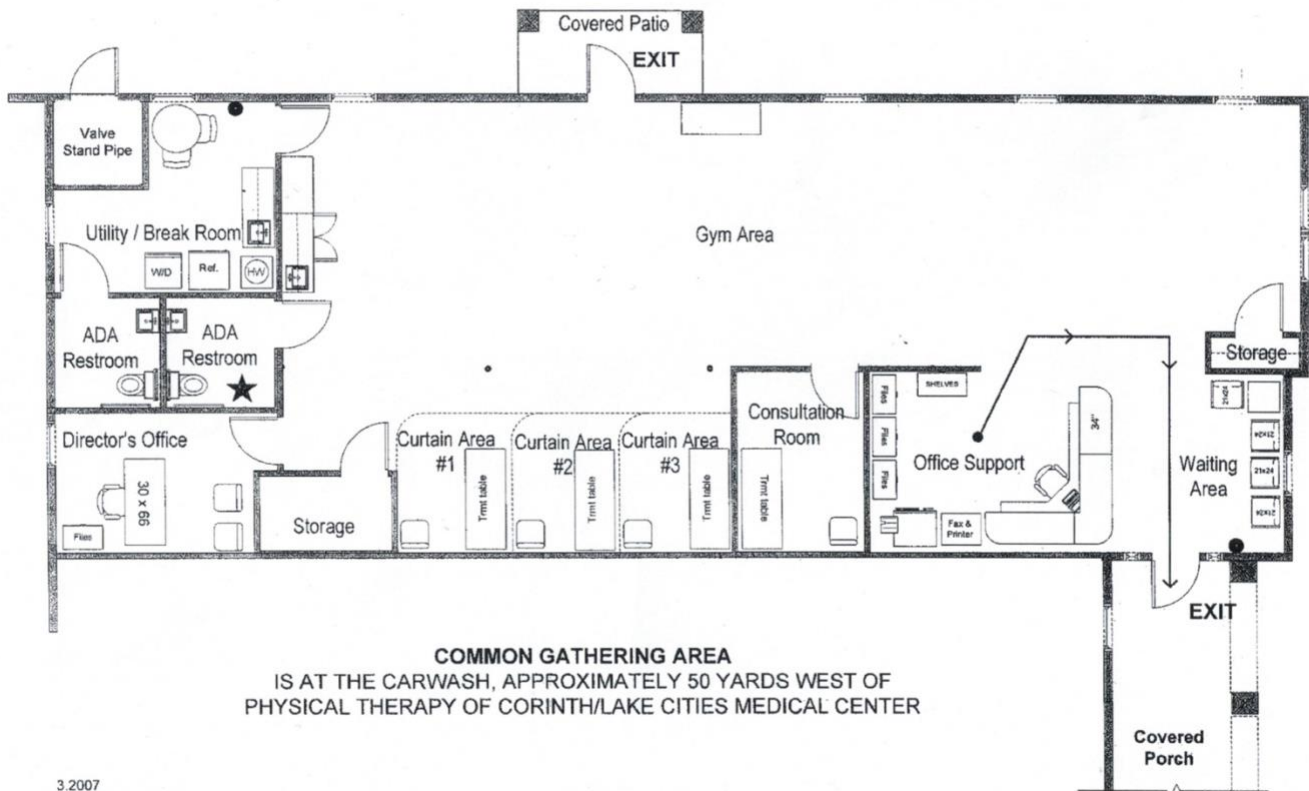 Covered Patio
EXIT
Valve
Stand Pipe
Utility / Break Room
W/D
Ref.
HW
Gym Area
ADA
Restroom
ADA
Restroom
Storage
Director's Office
30 x 66
Files
Storage
Curtain Area
#1
Trmt table
Curtain Area
#2
Trmt table
Curtain Area
#3
Trmt table
Consultation
Room
Trmt table
Files
Files
Files
SHELVES
Office Support
34"
Fax &
Printer
Waiting
Area
21x24
21x24
21x24
21x24
EXIT
COMMON GATHERING AREA
IS AT THE CARWASH, APPROXIMATELY 50 YARDS WEST OF
PHYSICAL THERAPY OF CORINTH/LAKE CITIES MEDICAL CENTER
Covered
Porch
3.2007